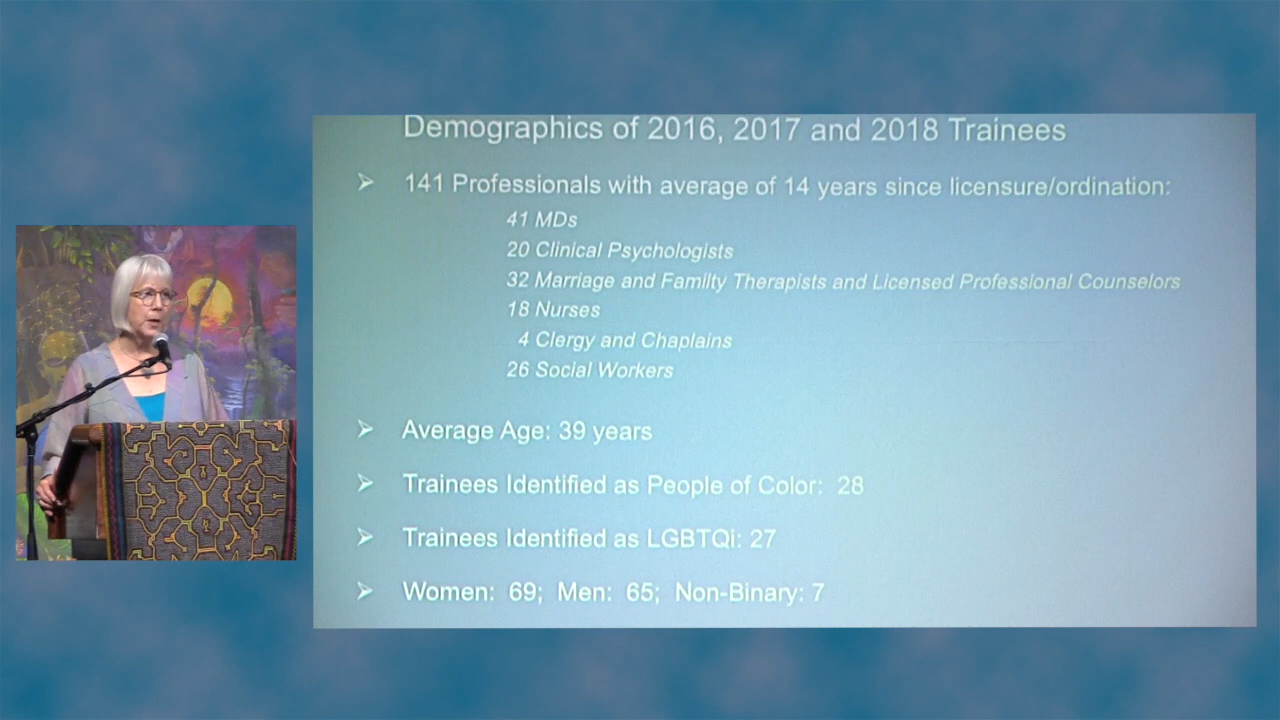 Demographics of 2016, 2017 and 2018 Trainees
➢ 141 Professionals with average of 14 years since licensure/ordination:
41 MDs
20 Clinical Psychologists
32 Marriage and Familty Therapists and Licensed Professional Counselors
18 Nurses
4 Clergy and Chaplains
26 Social Workers
➢ Average Age: 39 years
➢ Trainees Identified as People of Color: 28
➢ Trainees Identified as LGBTQi: 27
➢ Women: 69; Men: 65; Non-Binary: 7